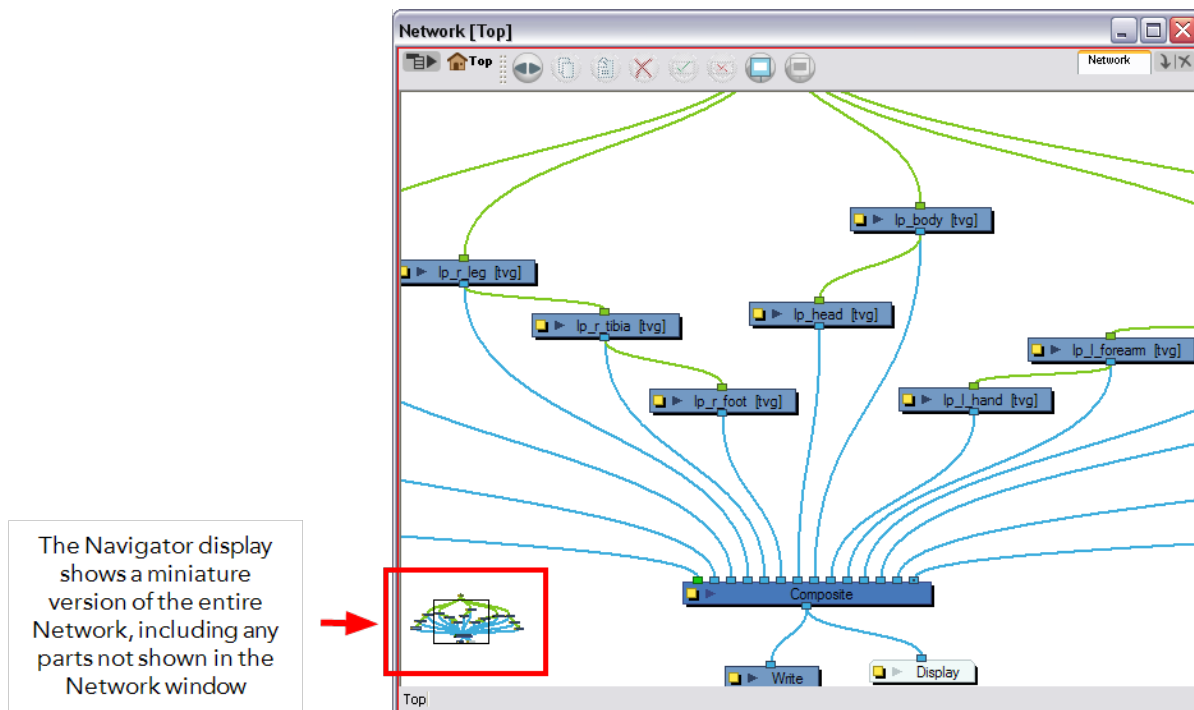 Network [Top]
Top
Network
lp_body [tvg]
lp_r_leg [tvg]
lp_head [tvg]
lp_r_tibia [tvg]
lp_l_forearm [tvg]
lp_r_foot [tvg]
lp_l_hand [tvg]
The Navigator display
shows a miniature
version of the entire
Network, including any
parts not shown in the
Network window
Composite
Write
Display
Top